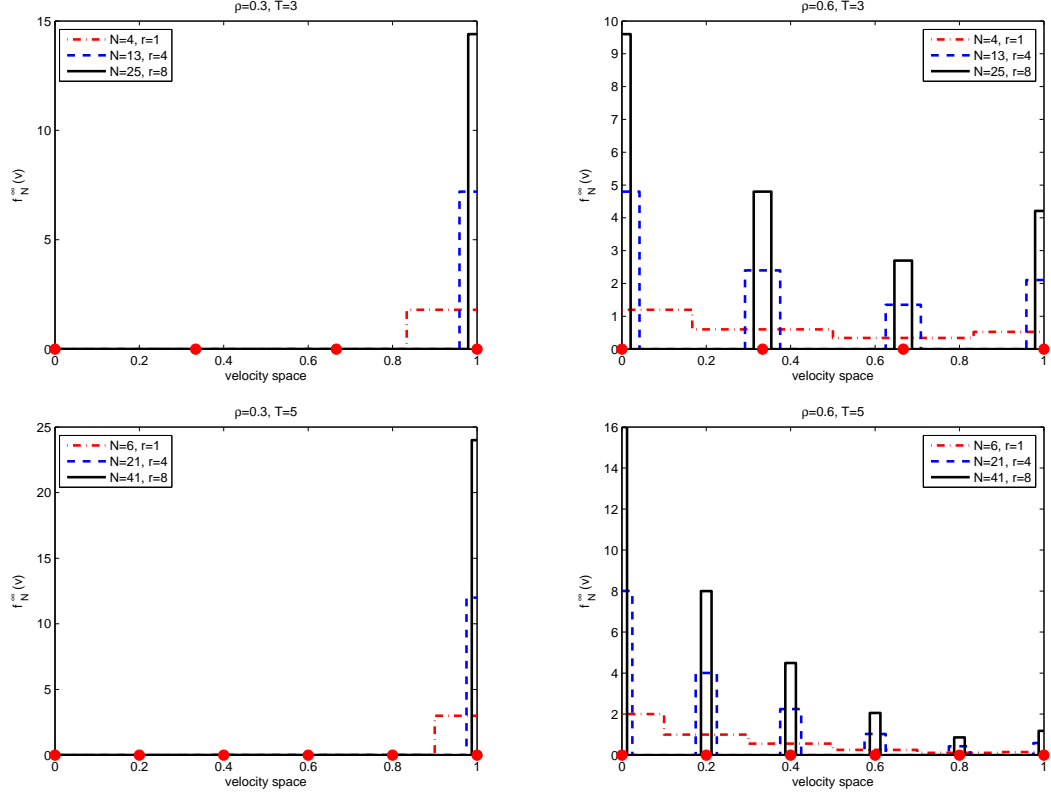 ρ=0.3, T=3
15
10
5
0
0
0.2
0.4
0.6
0.8
1
velocity space
f_N^∞ (v)
N=4, r=1
N=13, r=4
N=25, r=8
ρ=0.6, T=3
10
9
8
7
6
5
4
3
2
1
0
0
0.2
0.4
0.6
0.8
1
velocity space
f_N^∞ (v)
N=4, r=1
N=13, r=4
N=25, r=8
ρ=0.3, T=5
25
20
15
10
5
0
0
0.2
0.4
0.6
0.8
1
velocity space
f_N^∞ (v)
N=6, r=1
N=21, r=4
N=41, r=8
ρ=0.6, T=5
16
14
12
10
8
6
4
2
0
0
0.2
0.4
0.6
0.8
1
velocity space
f_N^∞ (v)
N=6, r=1
N=21, r=4
N=41, r=8